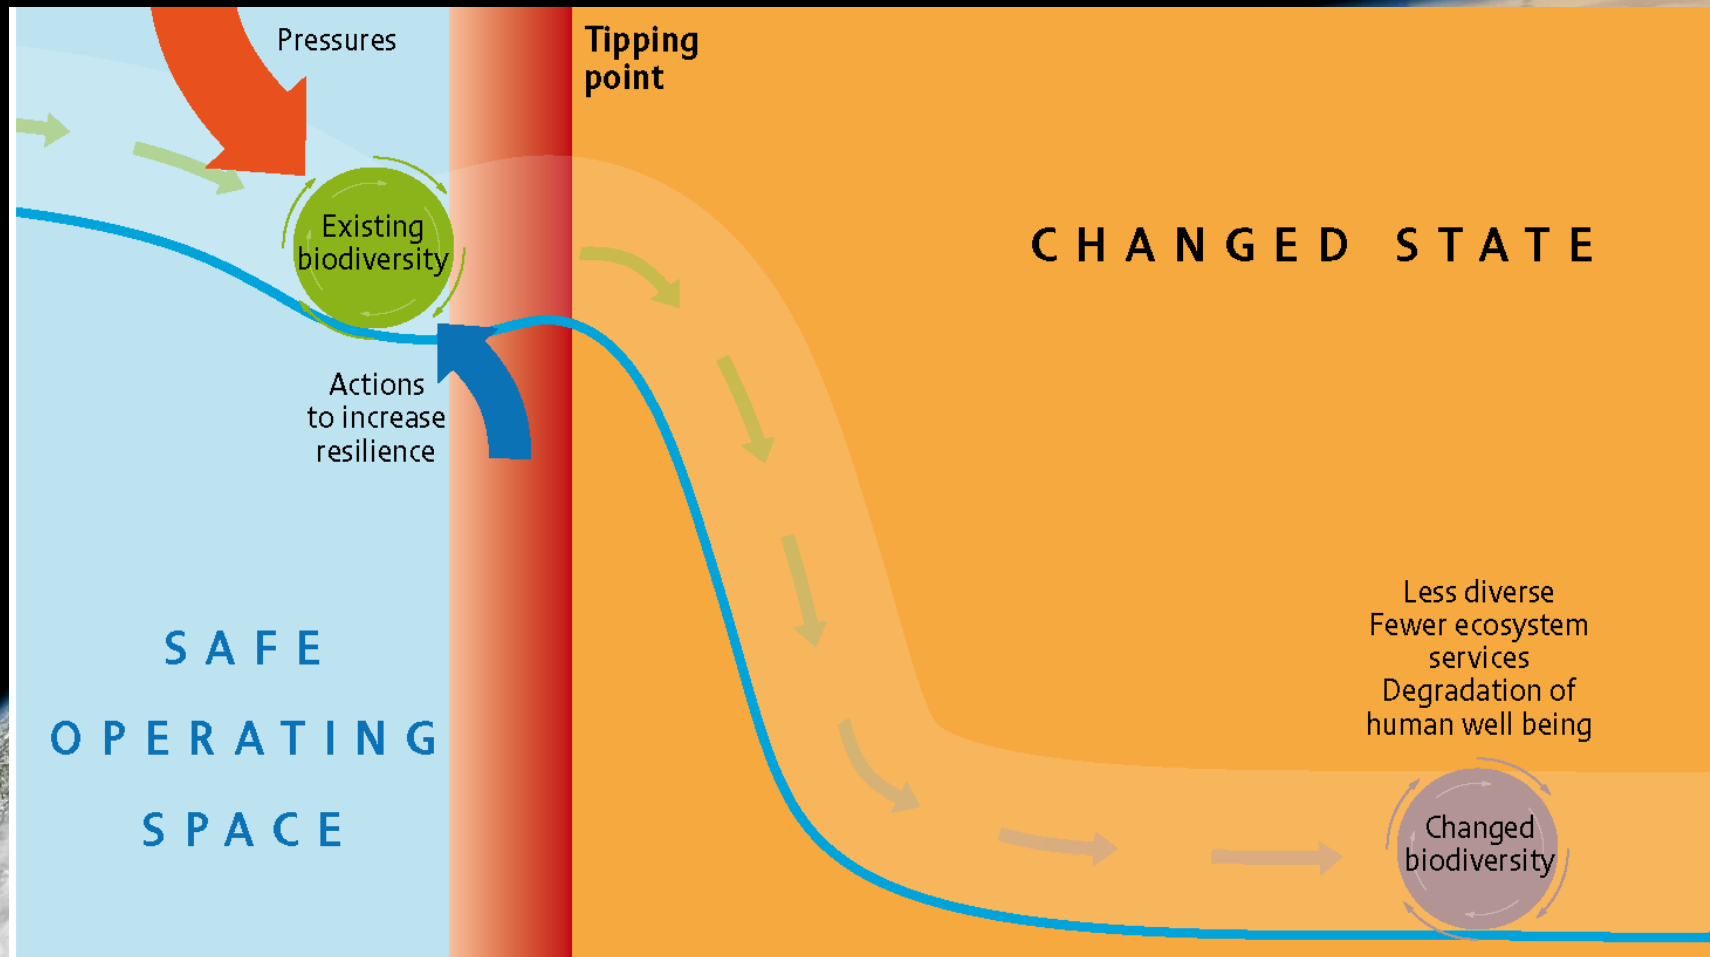 Pressures
Tipping
point
Existing
biodiversity
CHANGED STATE
Actions
to increase
resilience
SAFE
OPERATING
SPACE
Less diverse
Fewer ecosystem
services
Degradation of
human well being
Changed
biodiversity